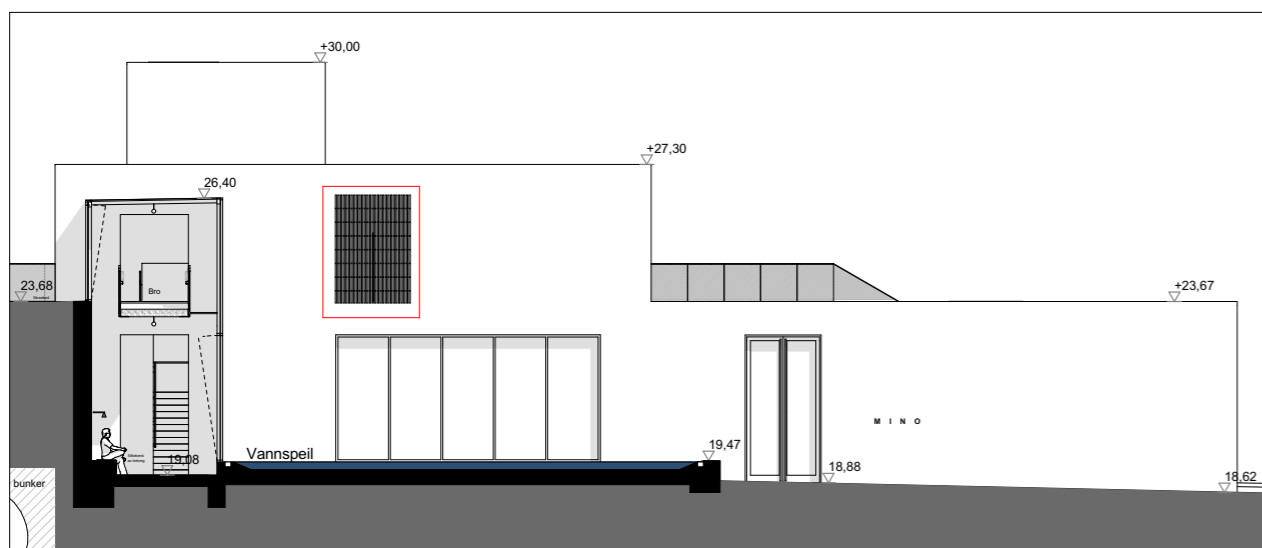 +30,00
+27,30
26,40
23,68
Bro
+23,67
MINO
Vannspeil
19,47
19,08
18,88
18,62
bunker